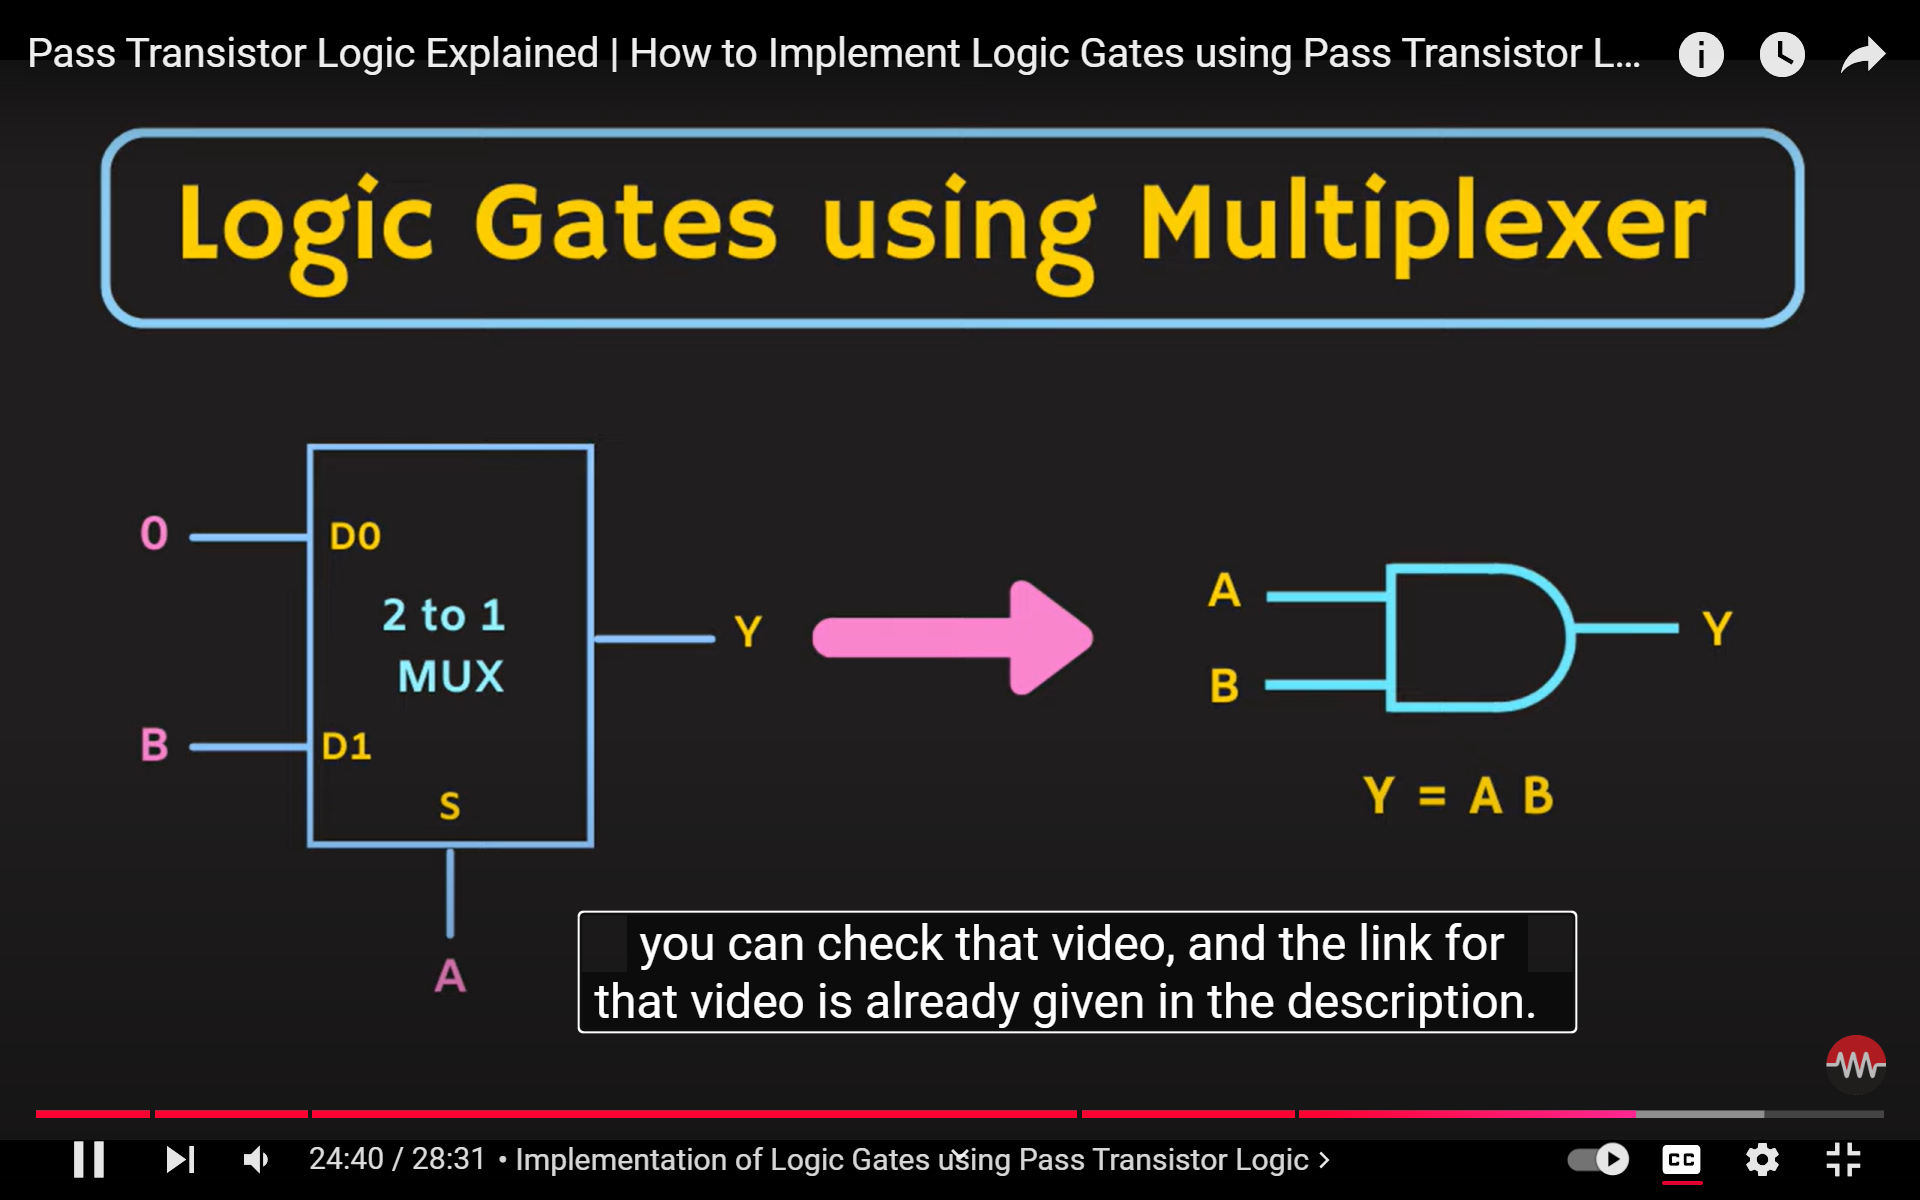 Pass Transistor Logic Explained | How to Implement Logic Gates using Pass Transistor L...
Logic Gates using Multiplexer
0
D0
2 to 1
MUX
Y
B
D1
S
A
A
B
Y
Y = A B
you can check that video, and the link for
that video is already given in the description.
24:40 / 28:31 • Implementation of Logic Gates using Pass Transistor Logic >
CC